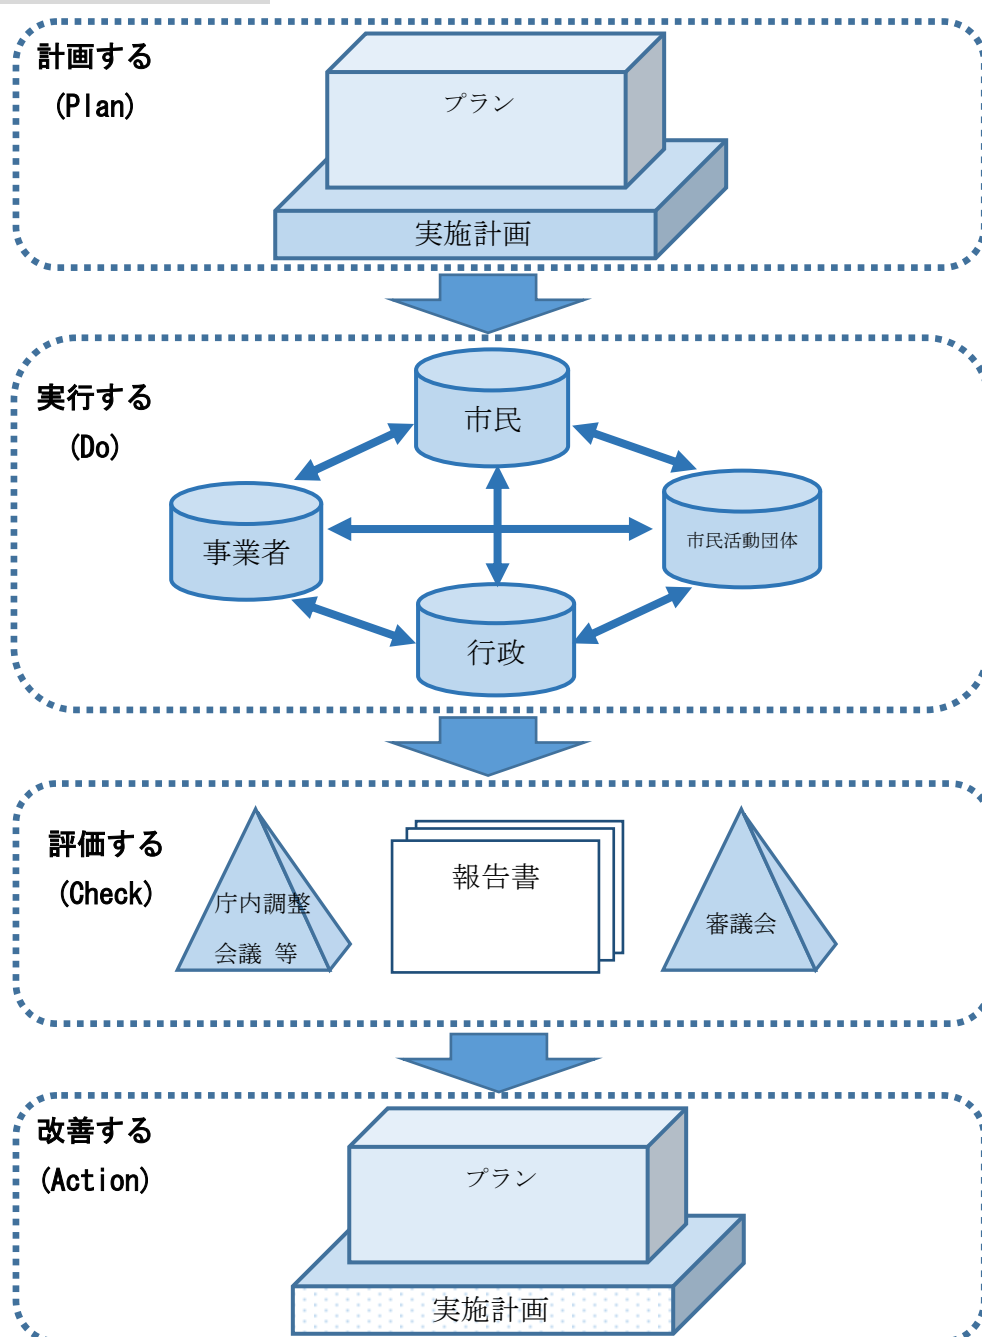 計画する
(Plan)
プラン
実施計画
実行する
(Do)
市民
事業者
市民活動団体
行政
評価する
(Check)
庁内調整
会議 等
報告書
審議会
改善する
(Action)
プラン
実施計画